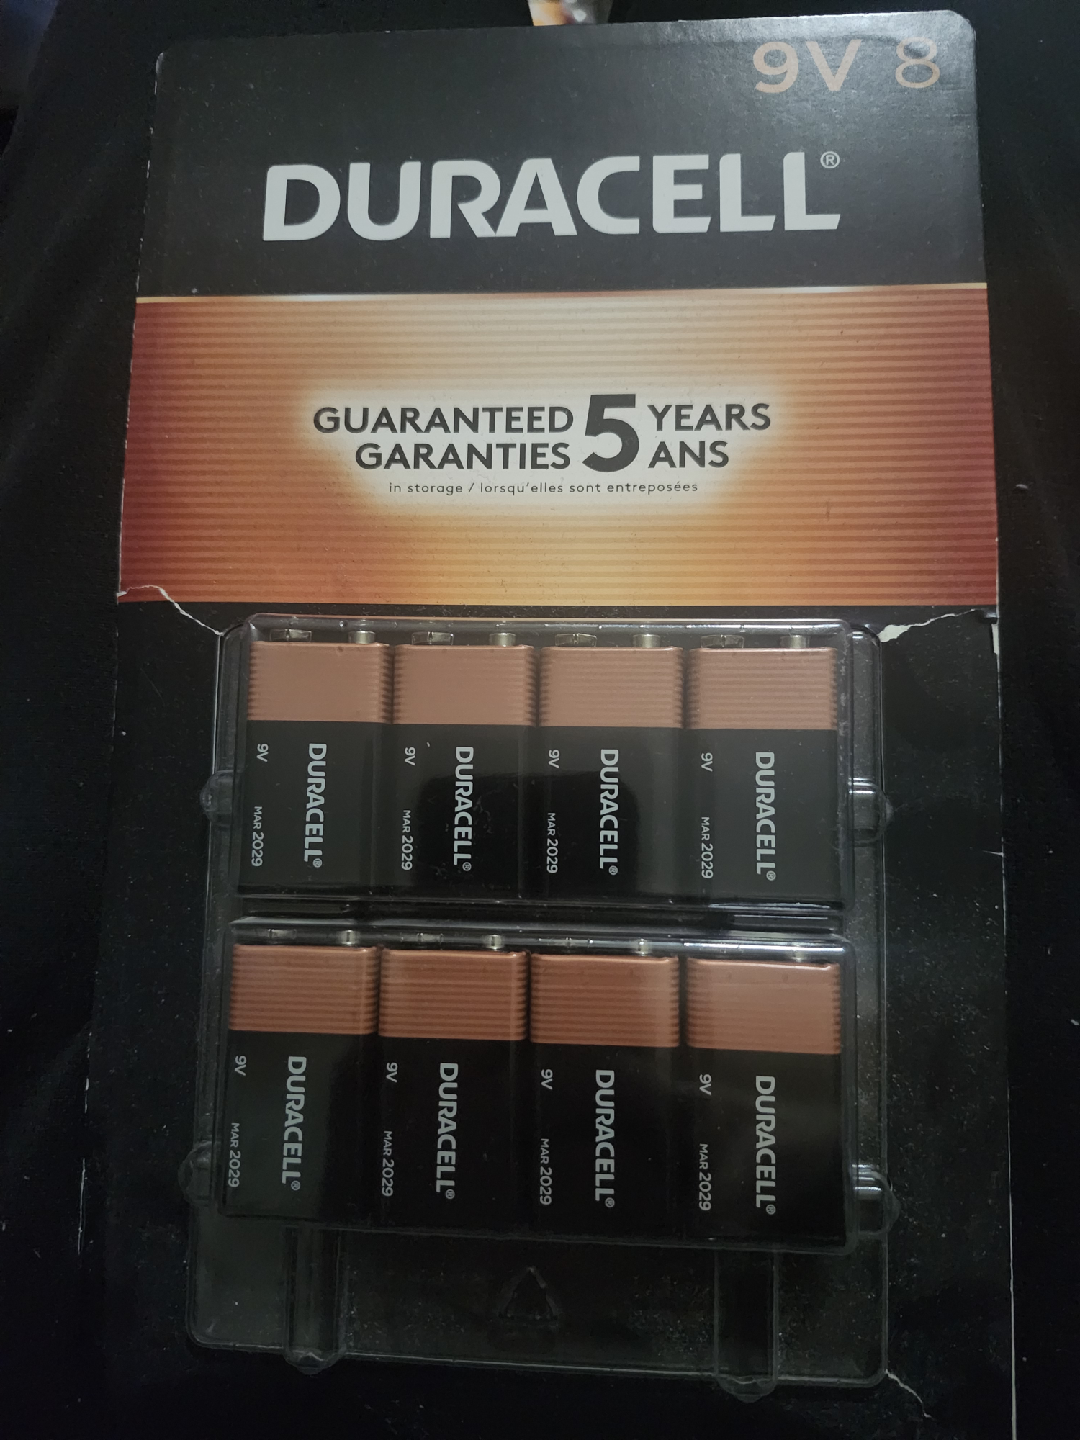 9V 8
DURACELL®
GUARANTEED 5 YEARS
GARANTIES ANS
in storage / lorsqu'elles sont entreposées
9V MAR 2029
DURACELL®
9V MAR 2029
DURACELL®
9V MAR 2029
DURACELL®
9V MAR 2029
DURACELL®
9V MAR 2029
DURACELL®
9V MAR 2029
DURACELL®
9V MAR 2029
DURACELL®
9V MAR 2029
DURACELL®